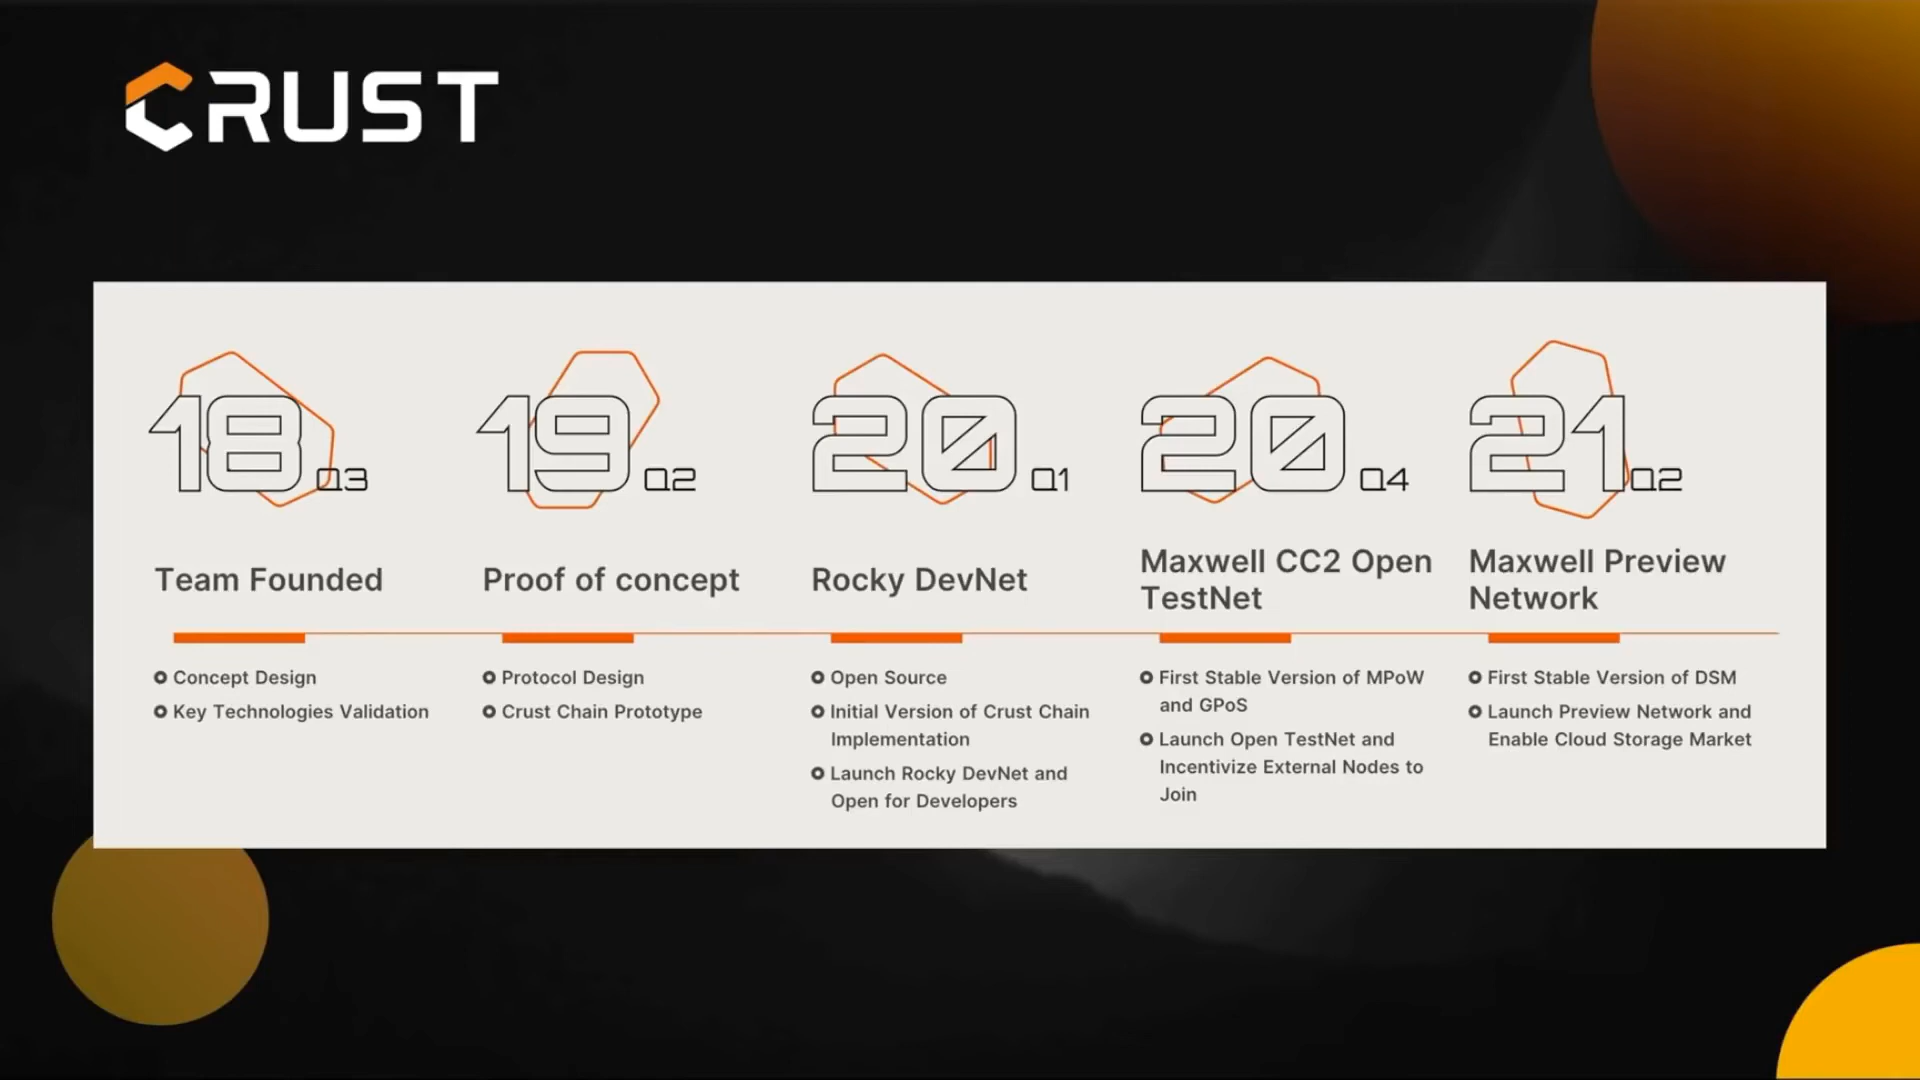 CRUST
18 Q3
19 Q2
20 Q1
20 Q4
21 Q2
Team Founded
Proof of concept
Rocky DevNet
Maxwell CC2 Open
TestNet
Maxwell Preview
Network
Concept Design
Key Technologies Validation
Protocol Design
Crust Chain Prototype
Open Source
Initial Version of Crust Chain
Implementation
Launch Rocky DevNet and
Open for Developers
First Stable Version of MPoW
and GPoS
Launch Open TestNet and
Incentivize External Nodes to
Join
First Stable Version of DSM
Launch Preview Network and
Enable Cloud Storage Market